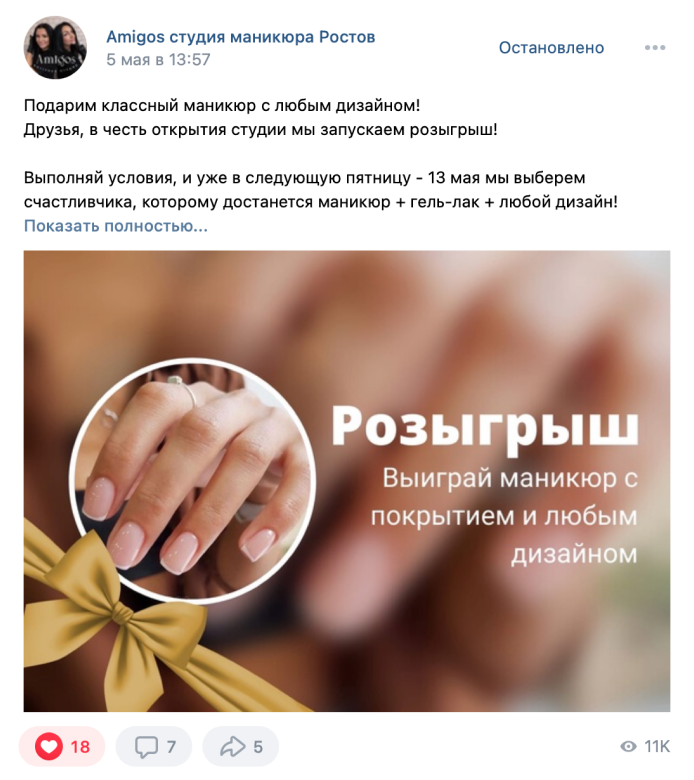 Amigos студия маникюра Ростов
5 мая в 13:57
Остановлено
Подарим классный маникюр с любым дизайном!
Друзья, в честь открытия студии мы запускаем розыгрыш!
Выполняй условия, и уже в следующую пятницу - 13 мая мы выберем
счастливчика, которому достанется маникюр + гель-лак + любой дизайн!
Показать полностью...
Розыгрыш
Выиграй маникюр с
покрытием и любым
дизайном
18
7
5
11K